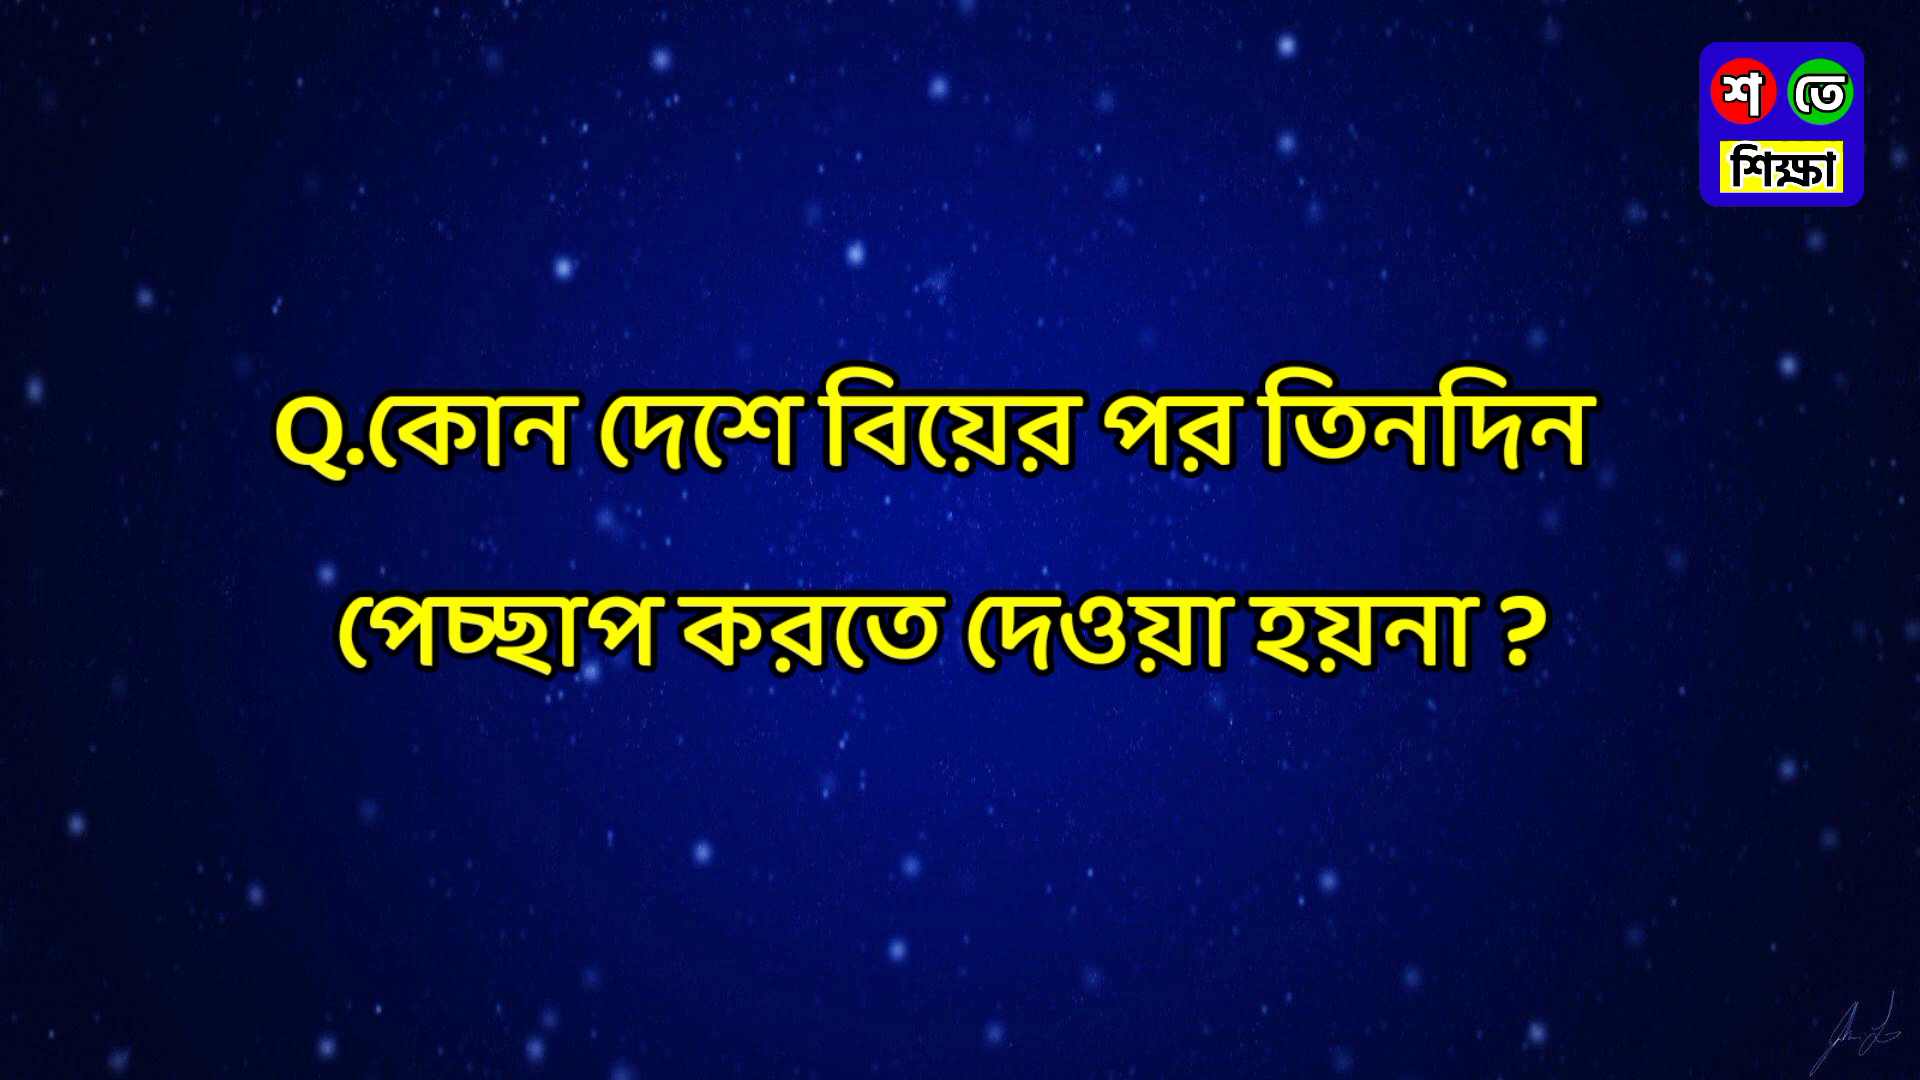 শ তে
শিক্ষা
Q.কোন দেশে বিয়ের পর তিনদিন
পেচ্ছাপ করতে দেওয়া হয়না ?